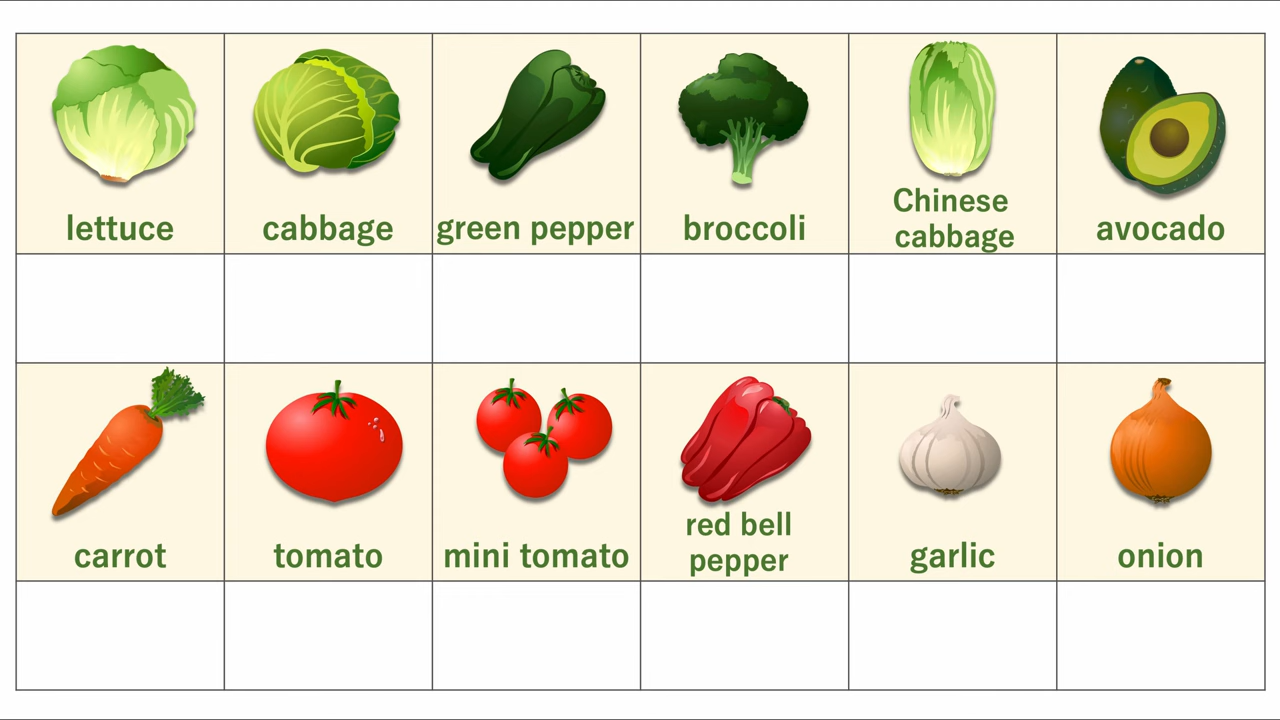 lettuce
cabbage
green pepper
broccoli
Chinese
cabbage
avocado
carrot
tomato
mini tomato
red bell
pepper
garlic
onion